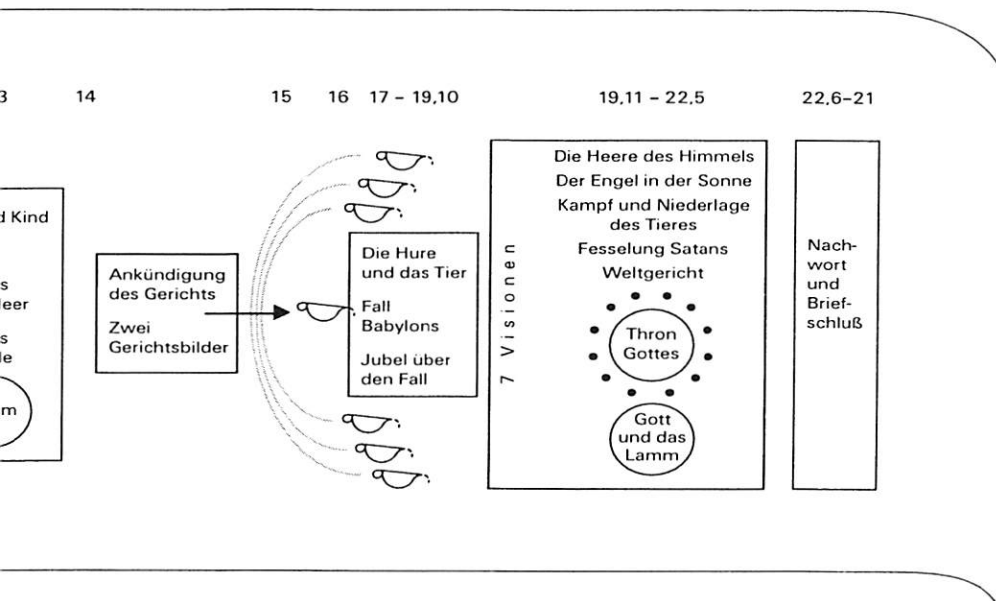 3
14
15
16
17 – 19,10
19,11 – 22,5
22,6–21
d Kind
Ankündigung
des Gerichts
Zwei
Gerichtsbilder
Die Hure
und das Tier
Fall
Babylons
Jubel über
den Fall
7 Visionen
Die Heere des Himmels
Der Engel in der Sonne
Kampf und Niederlage
des Tieres
Fesselung Satans
Weltgericht
Thron
Gottes
Gott
und das
Lamm
Nach-
wort
und
Brief-
schluß